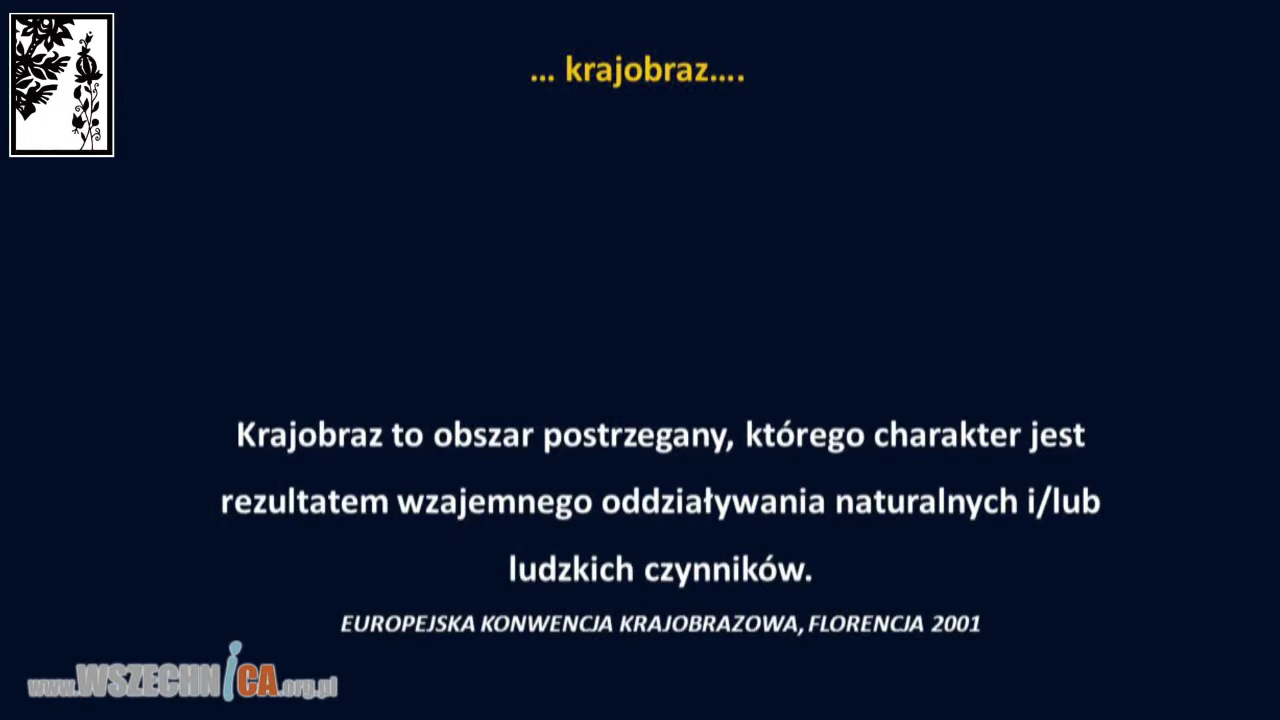 ... krajobraz....
Krajobraz to obszar postrzegany, którego charakter jest
rezultatem wzajemnego oddziaływania naturalnych i/lub
ludzkich czynników.
EUROPEJSKA KONWENCJA KRAJOBRAZOWA, FLORENCJA 2001
www.WSZECHNiCA.org.pl